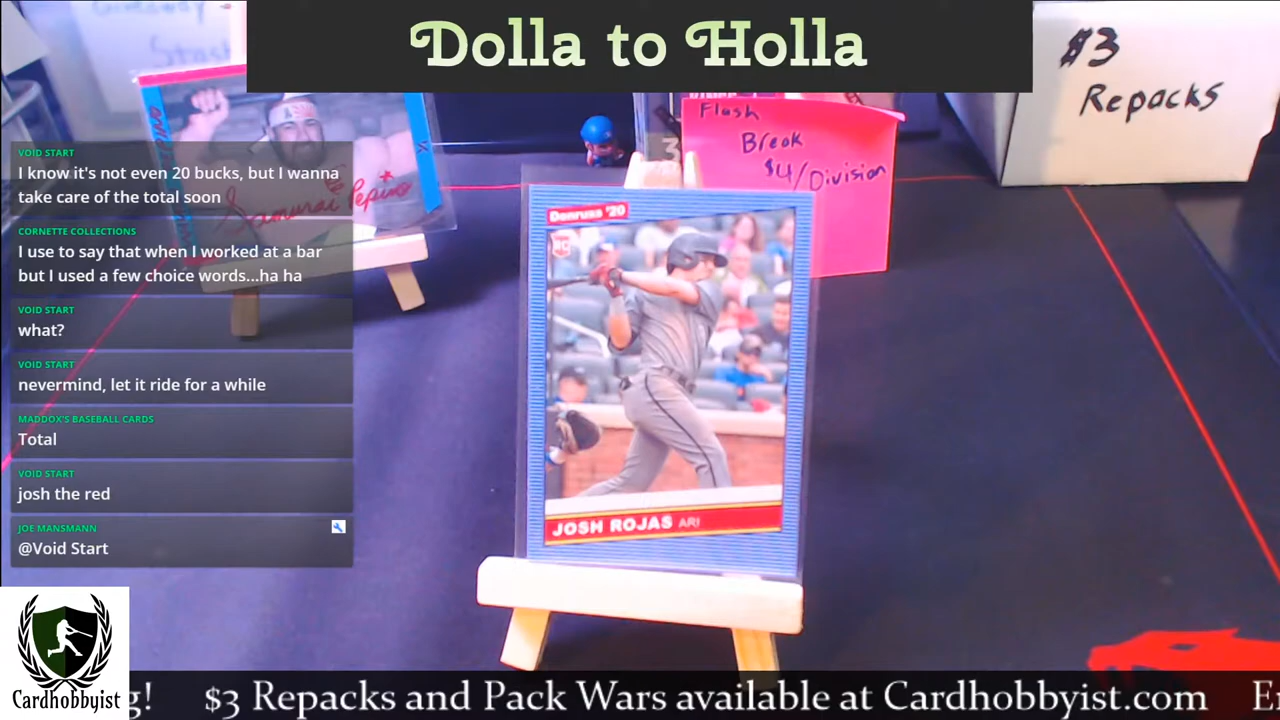 Dolla to Holla
$3
Repacks
Giveaway
Stash
Flash
Break
$4/Division
Samurai Pepino
VOID START
I know it's not even 20 bucks, but I wanna
take care of the total soon
CORNETTE COLLECTIONS
I use to say that when I worked at a bar
but I used a few choice words...ha ha
VOID START
what?
VOID START
nevermind, let it ride for a while
MADDOX'S BASEBALL CARDS
Total
VOID START
josh the red
JOE MANSMANN
@Void Start
Donruss '20
RC
JOSH ROJAS ARI
Cardhobbyist
g! $3 Repacks and Pack Wars available at Cardhobbyist.com